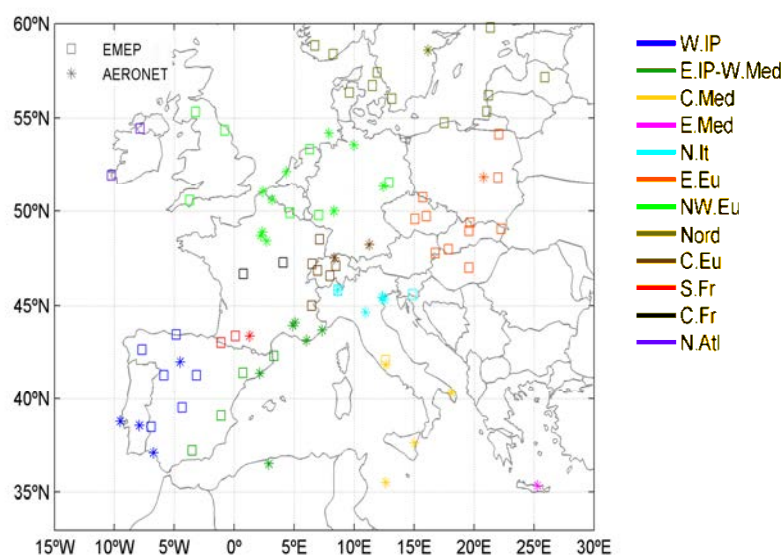 60ºN
55ºN
50ºN
45ºN
40ºN
35ºN
15ºW 10ºW 5ºW 0º 5ºE 10ºE 15ºE 20ºE 25ºE 30ºE
EMEP
AERONET
W.IP
E.IP-W.Med
C.Med
E.Med
N.It
E.Eu
NW.Eu
Nord
C.Eu
S.Fr
C.Fr
N.Atl